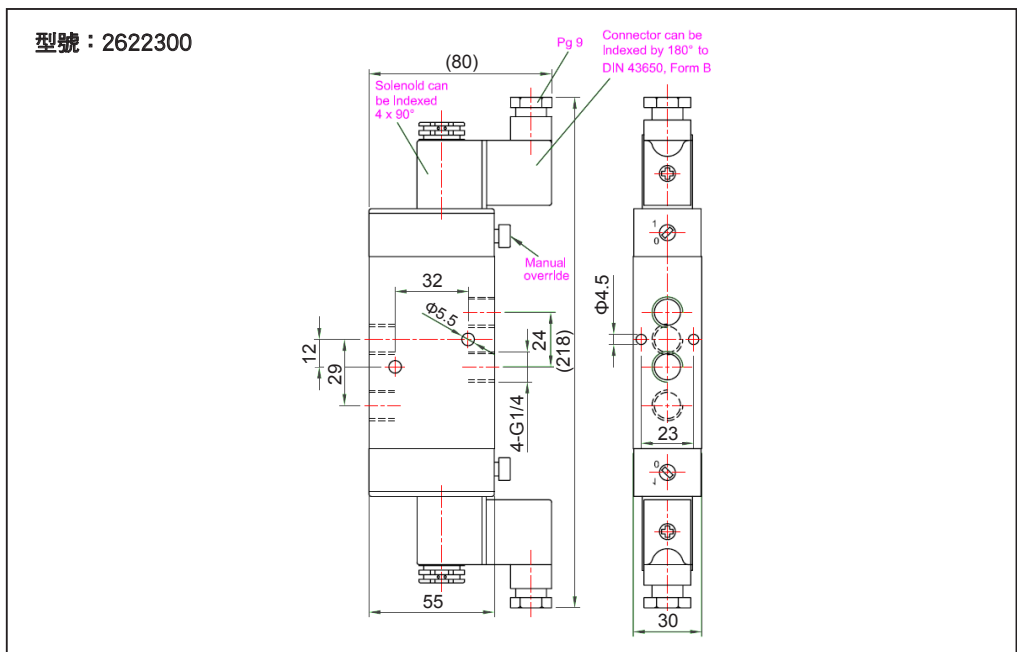 型號：2622300
Connector can be
Indexed by 180° to
DIN 43650, Form B
Pg 9
(80)
Solenoid can
be Indexed
4 x 90°
1
0
Manual
override
32
Φ5.5
Φ4.5
24
(218)
12
29
4-G1/4
23
0
1
55
30